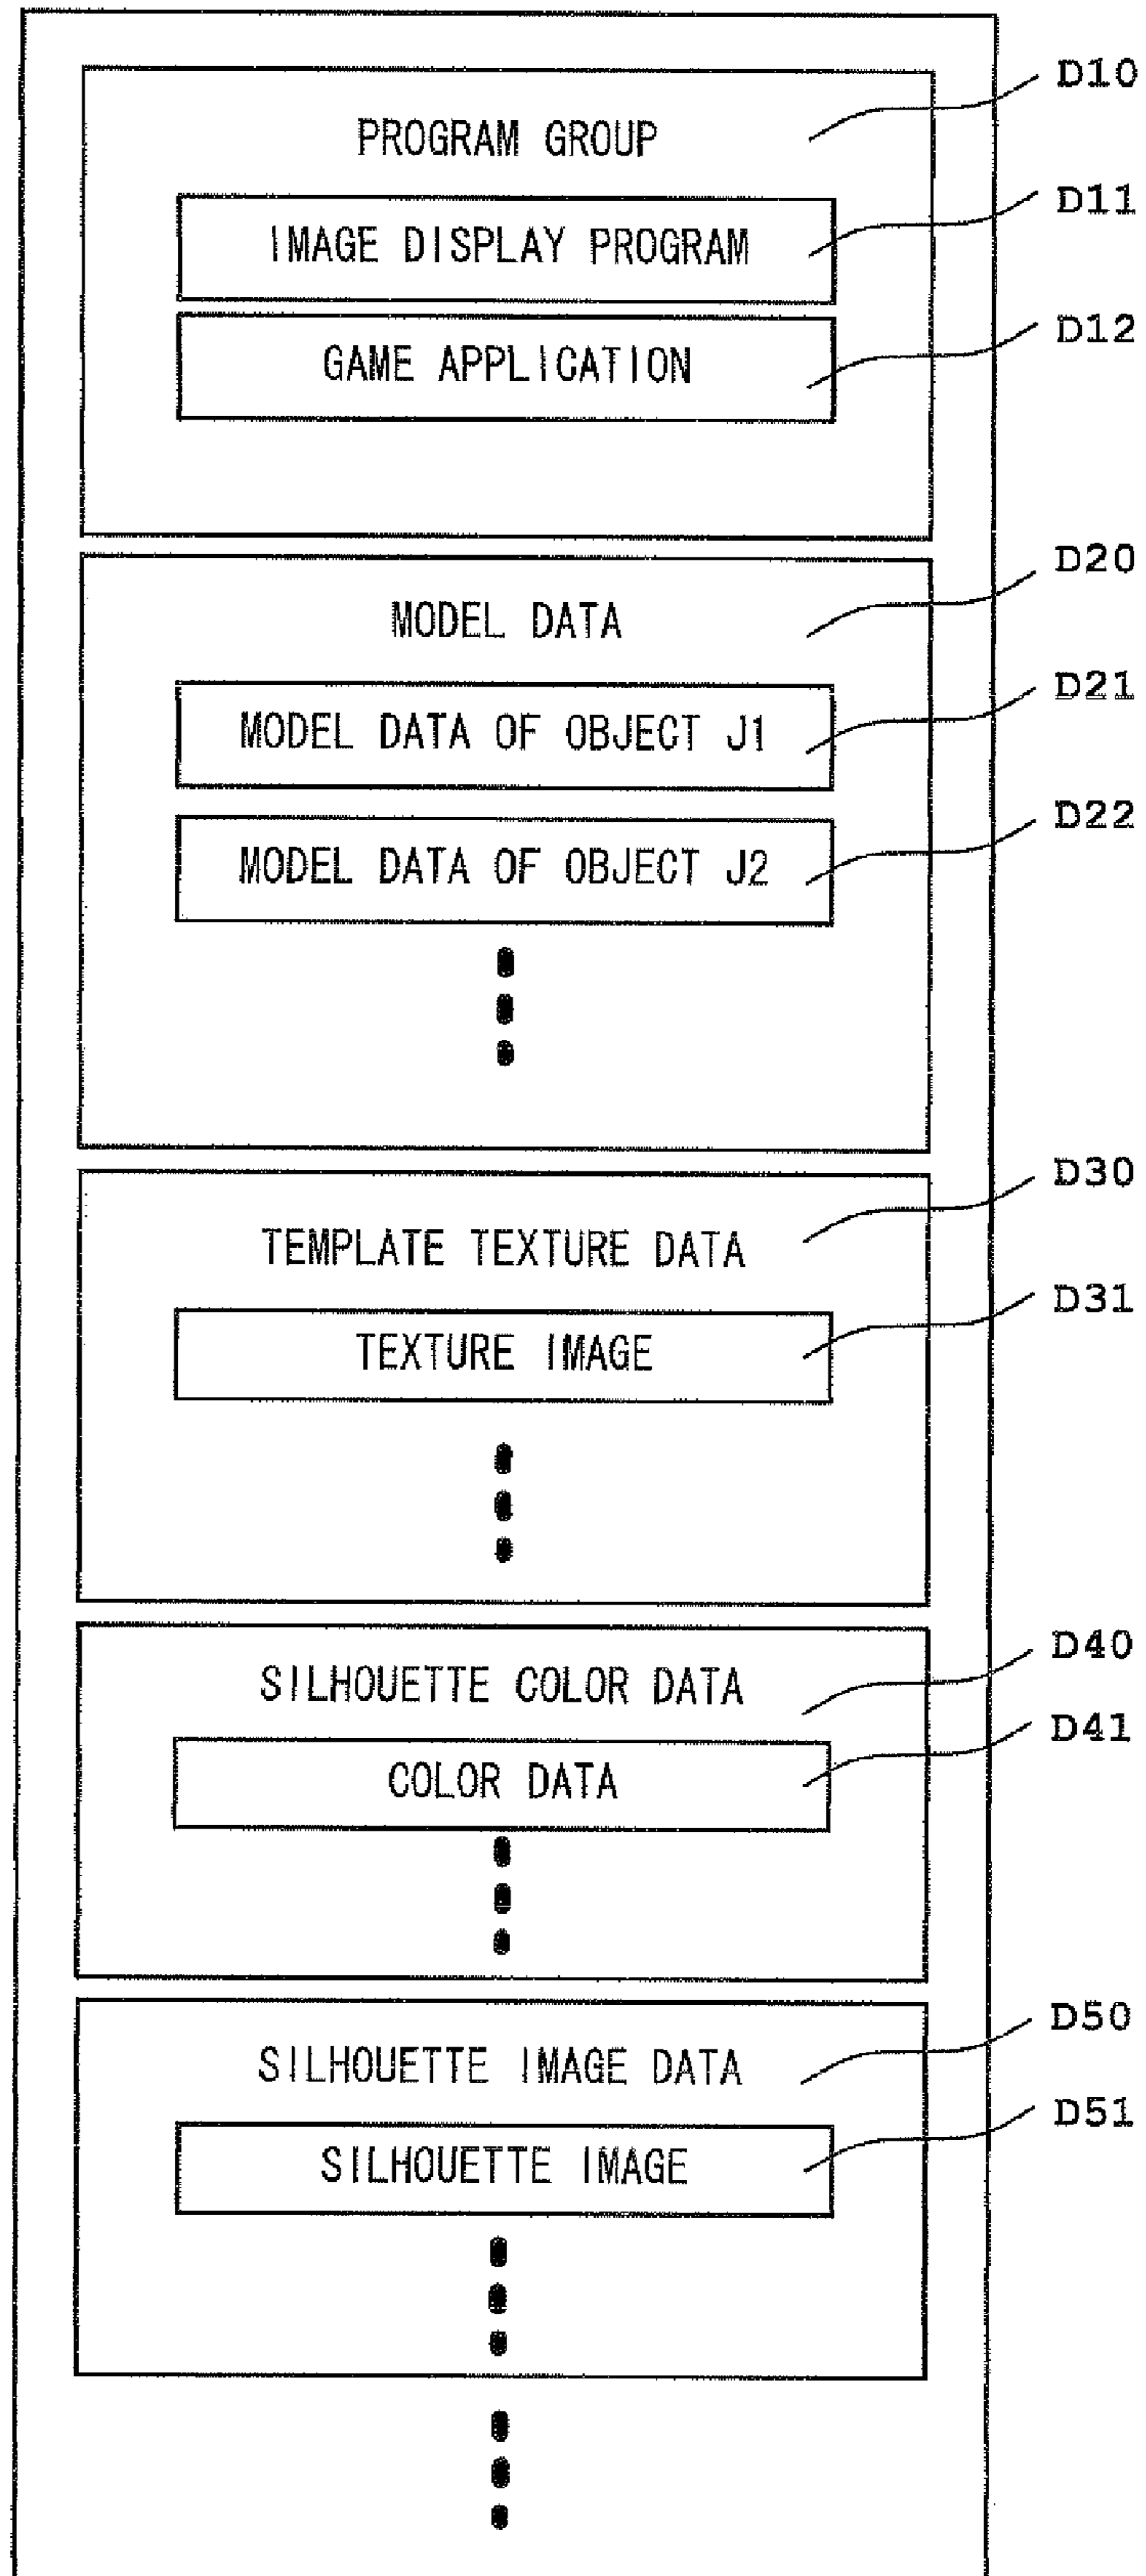 D10
PROGRAM GROUP
D11
IMAGE DISPLAY PROGRAM
D12
GAME APPLICATION
D20
MODEL DATA
D21
MODEL DATA OF OBJECT J1
D22
MODEL DATA OF OBJECT J2
D30
TEMPLATE TEXTURE DATA
D31
TEXTURE IMAGE
D40
SILHOUETTE COLOR DATA
D41
COLOR DATA
D50
SILHOUETTE IMAGE DATA
D51
SILHOUETTE IMAGE